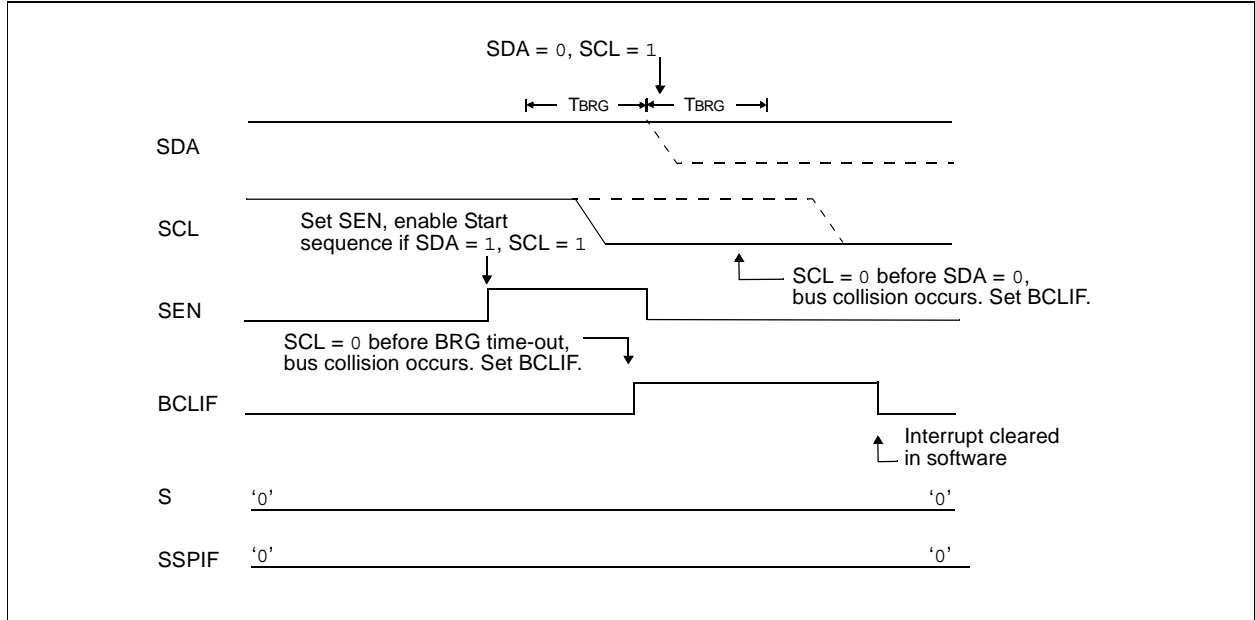 SDA = 0, SCL = 1
TBRG TBRG
SDA
SCL
Set SEN, enable Start
sequence if SDA = 1, SCL = 1
SCL = 0 before SDA = 0,
bus collision occurs. Set BCLIF.
SEN
SCL = 0 before BRG time-out,
bus collision occurs. Set BCLIF.
BCLIF
Interrupt cleared
in software
S ‘0’ ‘0’
SSPIF ‘0’ ‘0’